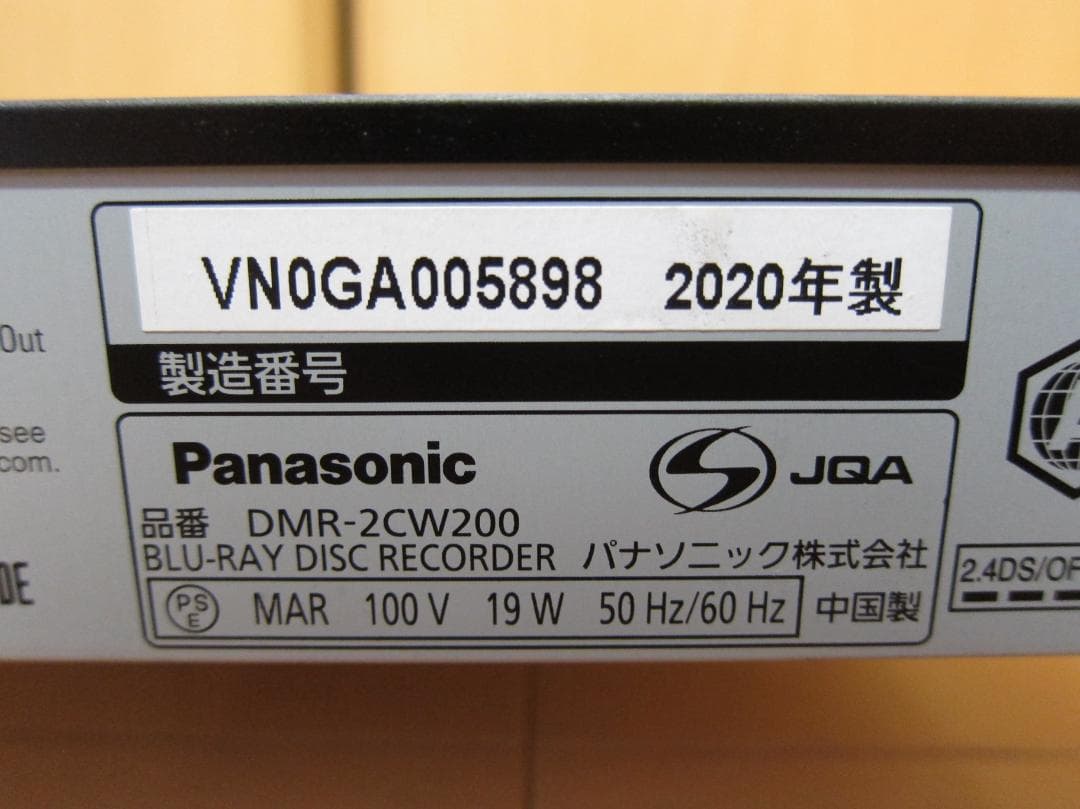 VN0GA005898 2020年製
製造番号
Out
see
com.
DE
Panasonic
JQA
品番 DMR-2CW200
BLU-RAY DISC RECORDER パナソニック株式会社
PSE MAR 100 V 19 W 50 Hz/60 Hz 中国製
2.4DS/OF